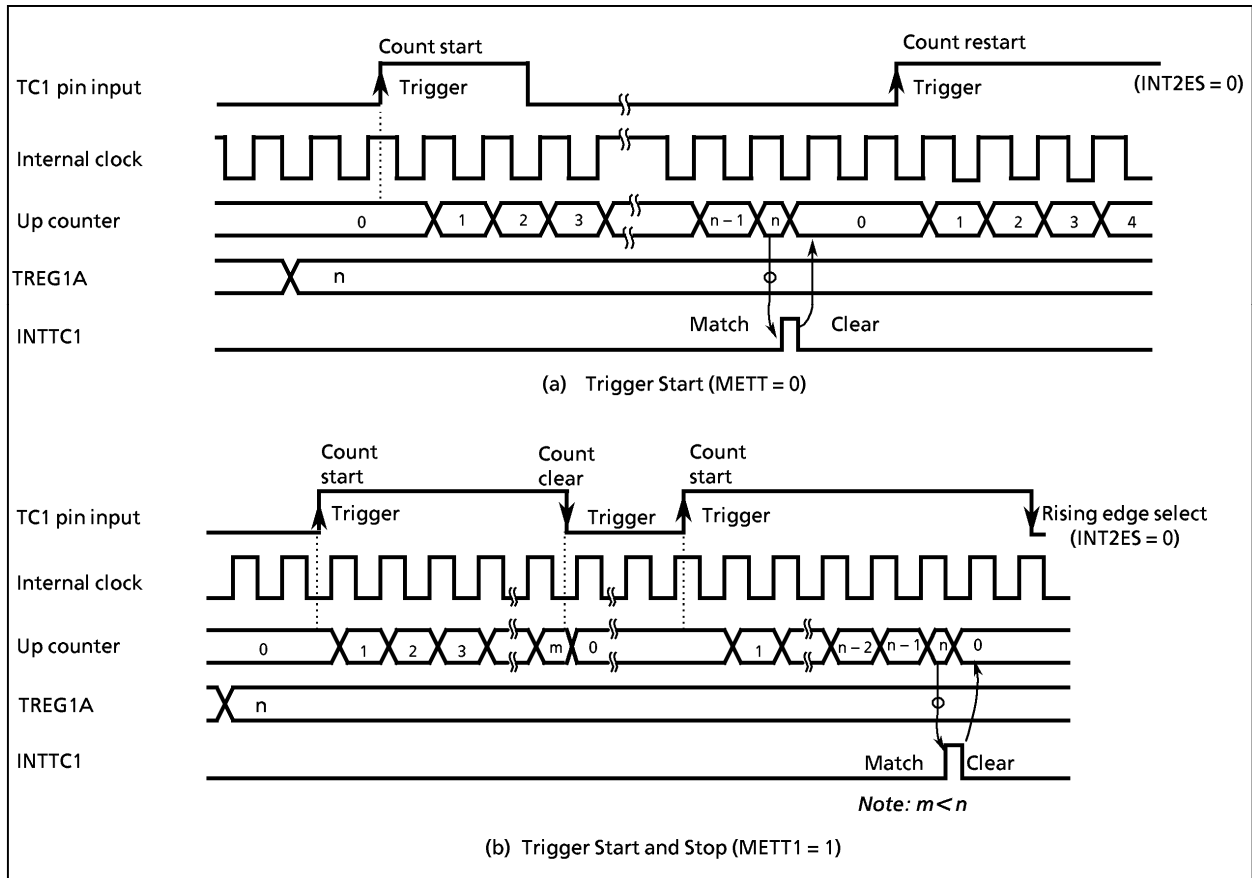 Count start
Count restart
TC1 pin input
Trigger
Trigger
(INT2ES = 0)
Internal clock
Up counter
0
1
2
3
n – 1
n
0
1
2
3
4
TREG1A
n
INTTC1
Match
Clear
(a) Trigger Start (METT = 0)
Count
start
Count
clear
Count
start
TC1 pin input
Trigger
Trigger
Trigger
Rising edge select
(INT2ES = 0)
Internal clock
Up counter
0
1
2
3
m
0
1
n – 2
n – 1
n
0
TREG1A
n
INTTC1
Match
Clear
Note: m < n
(b) Trigger Start and Stop (METT1 = 1)